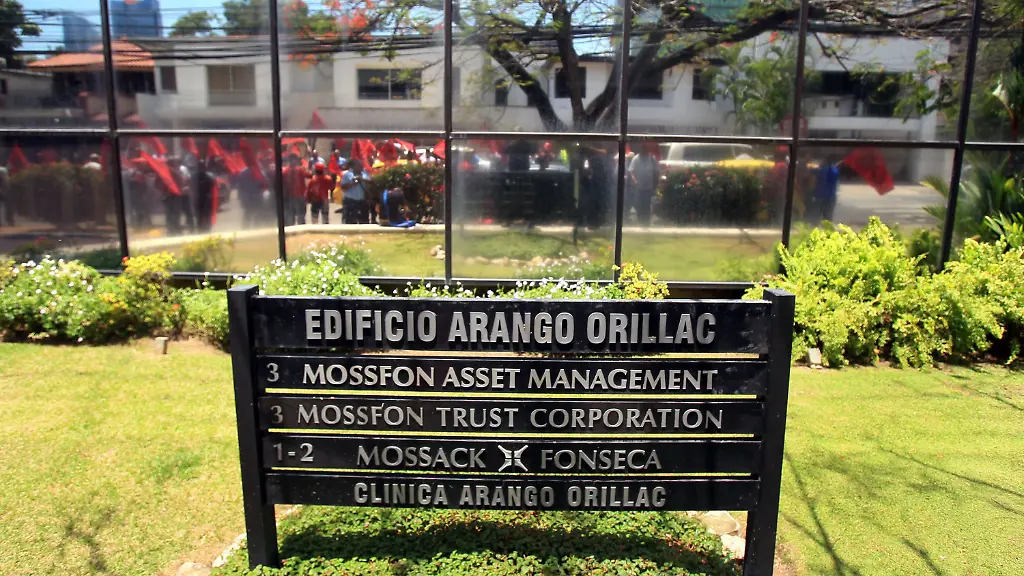 EDIFICIO ARANGO ORILLAC
3 MOSSFON ASSET MANAGEMENT
3 MOSSFON TRUST CORPORATION
1-2 MOSSACK FONSECA
CLINICA ARANGO ORILLAC